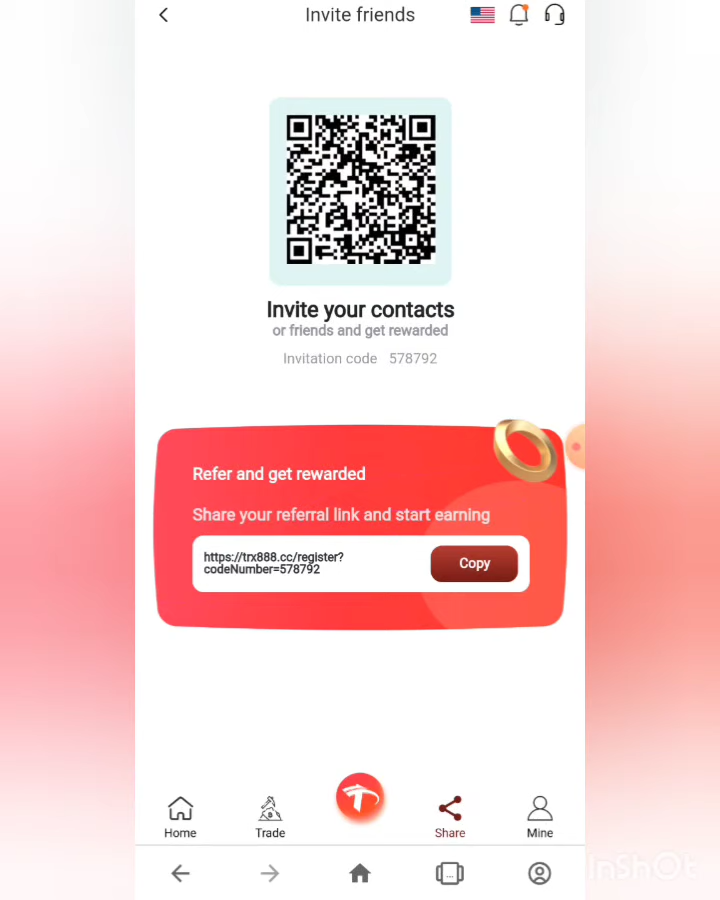 Invite friends
Invite your contacts
or friends and get rewarded
Invitation code 578792
Refer and get rewarded
Share your referral link and start earning
https://trx888.cc/register?
codeNumber=578792
Copy
Home
Trade
Share
Mine
InShOt